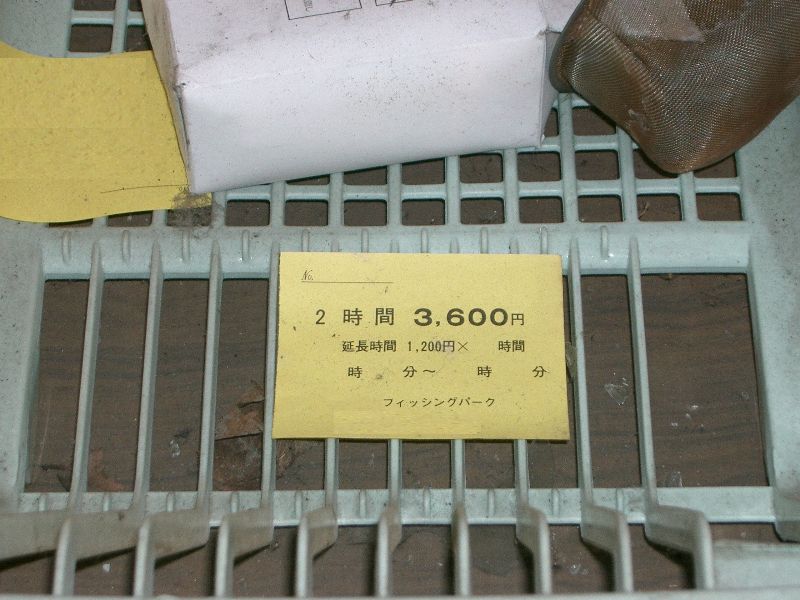 No.
2 時間 3,600円
延長時間 1,200円× 時間
時 分～ 時 分
フィッシングパーク